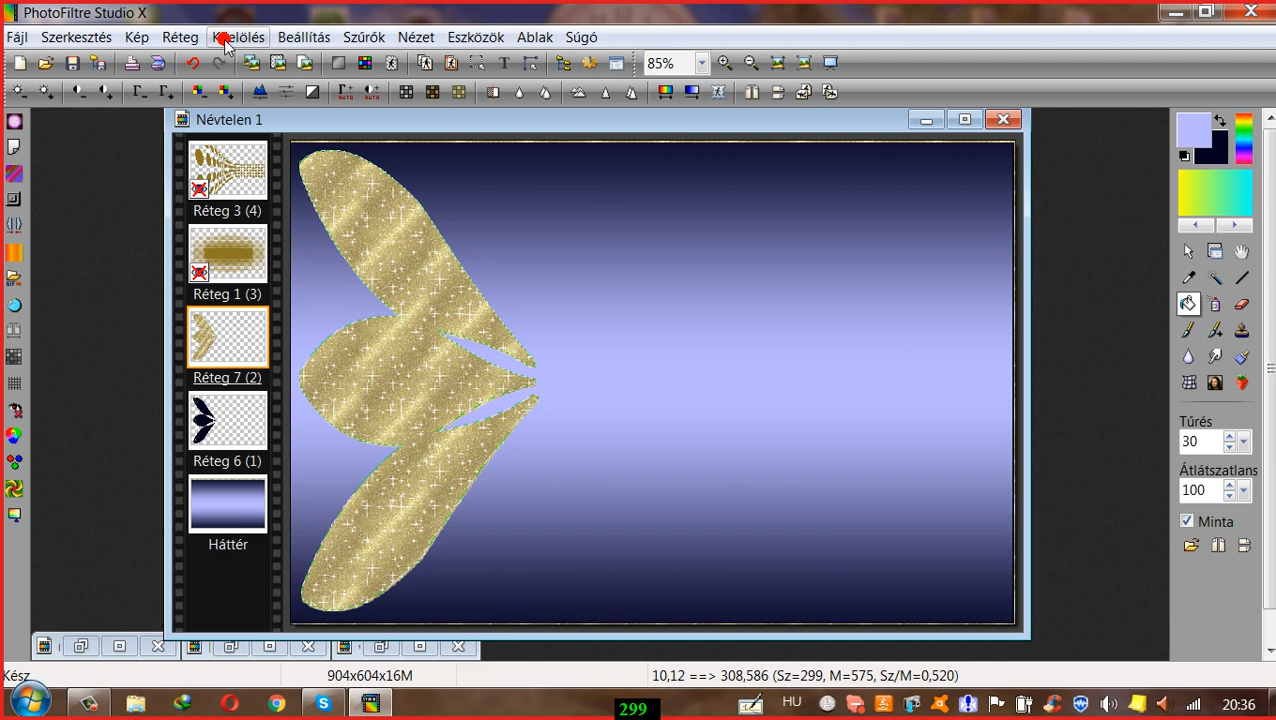 PhotoFiltre Studio X
Fájl Szerkesztés Kép Réteg Kijelölés Beállítás Szűrők Nézet Eszközök Ablak Súgó
85%
Névtelen 1
Réteg 3 (4)
Réteg 1 (3)
Réteg 7 (2)
Réteg 6 (1)
Háttér
Tűrés
30
Átlátszatlans
100
Minta
Kész
904x604x16M
10,12 ==> 308,586 (Sz=299, M=575, Sz/M=0,520)
HU
20:36
299